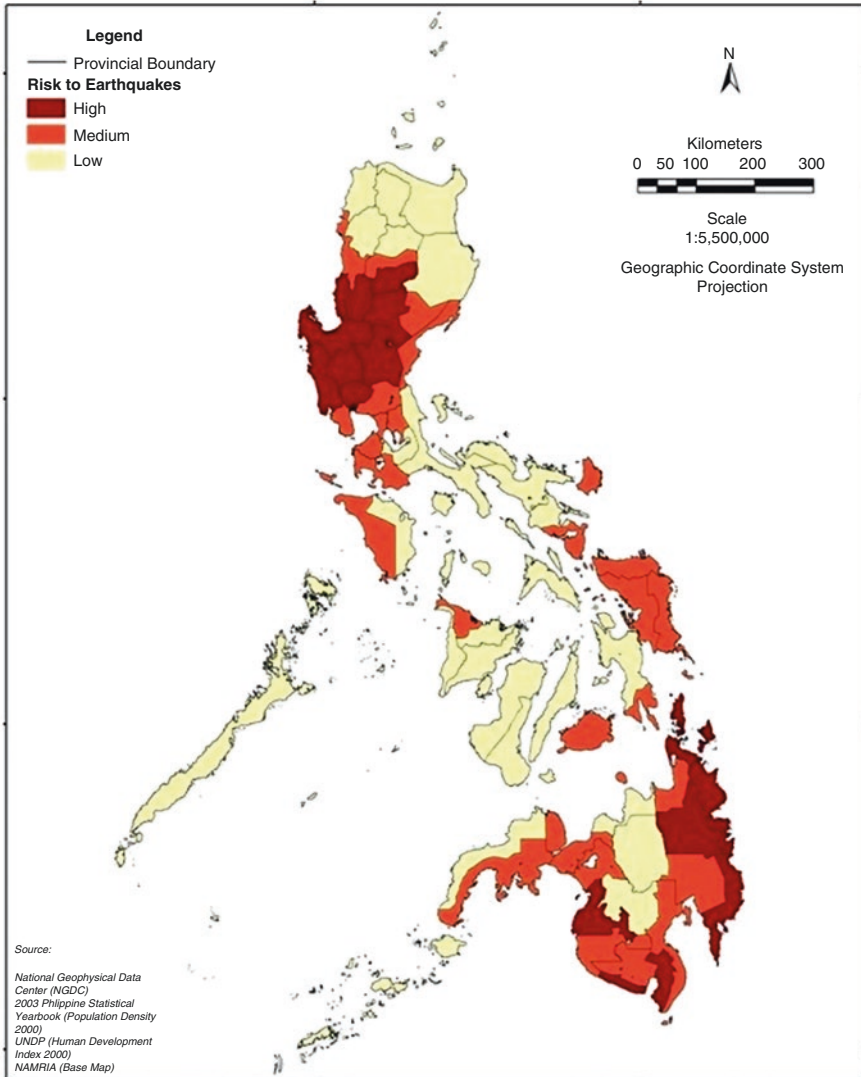 Legend
Provincial Boundary
Risk to Earthquakes
High
Medium
Low
N
Kilometers
0 50 100 200 300
Scale
1:5,500,000
Geographic Coordinate System
Projection
Source:
National Geophysical Data
Center (NGDC)
2003 Phlippine Statistical
Yearbook (Population Density
2000)
UNDP (Human Development
Index 2000)
NAMRIA (Base Map)